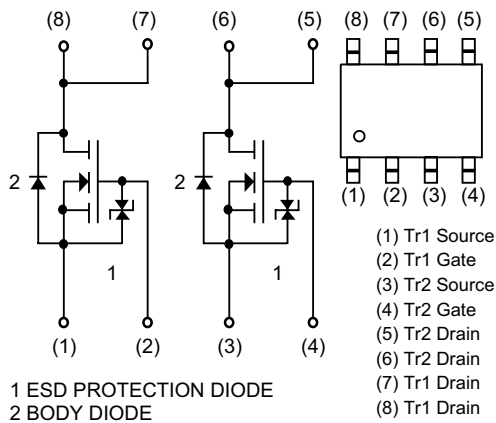 (8) (7) (6) (5)
(8) (7) (6) (5)
2 2
1 1
(1) (2) (3) (4)
(1) (2) (3) (4)
(1) Tr1 Source
(2) Tr1 Gate
(3) Tr2 Source
(4) Tr2 Gate
(5) Tr2 Drain
(6) Tr2 Drain
(7) Tr1 Drain
(8) Tr1 Drain
1 ESD PROTECTION DIODE
2 BODY DIODE